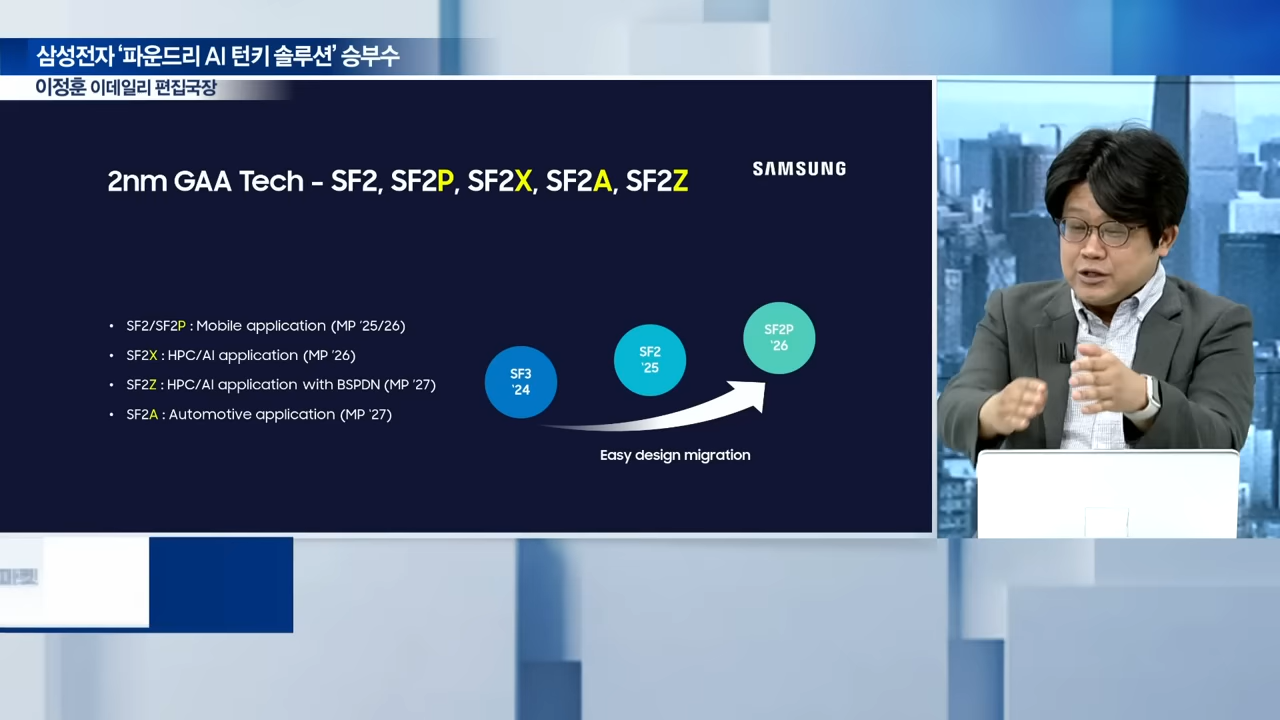 삼성전자 ‘파운드리 AI 턴키 솔루션’ 승부수
이정훈 이데일리 편집국장
SAMSUNG
2nm GAA Tech – SF2, SF2P, SF2X, SF2A, SF2Z
• SF2/SF2P : Mobile application (MP ’25/26)
• SF2X : HPC/AI application (MP ’26)
• SF2Z : HPC/AI application with BSPDN (MP ’27)
• SF2A : Automotive application (MP ’27)
SF3
’24
SF2
’25
SF2P
’26
Easy design migration